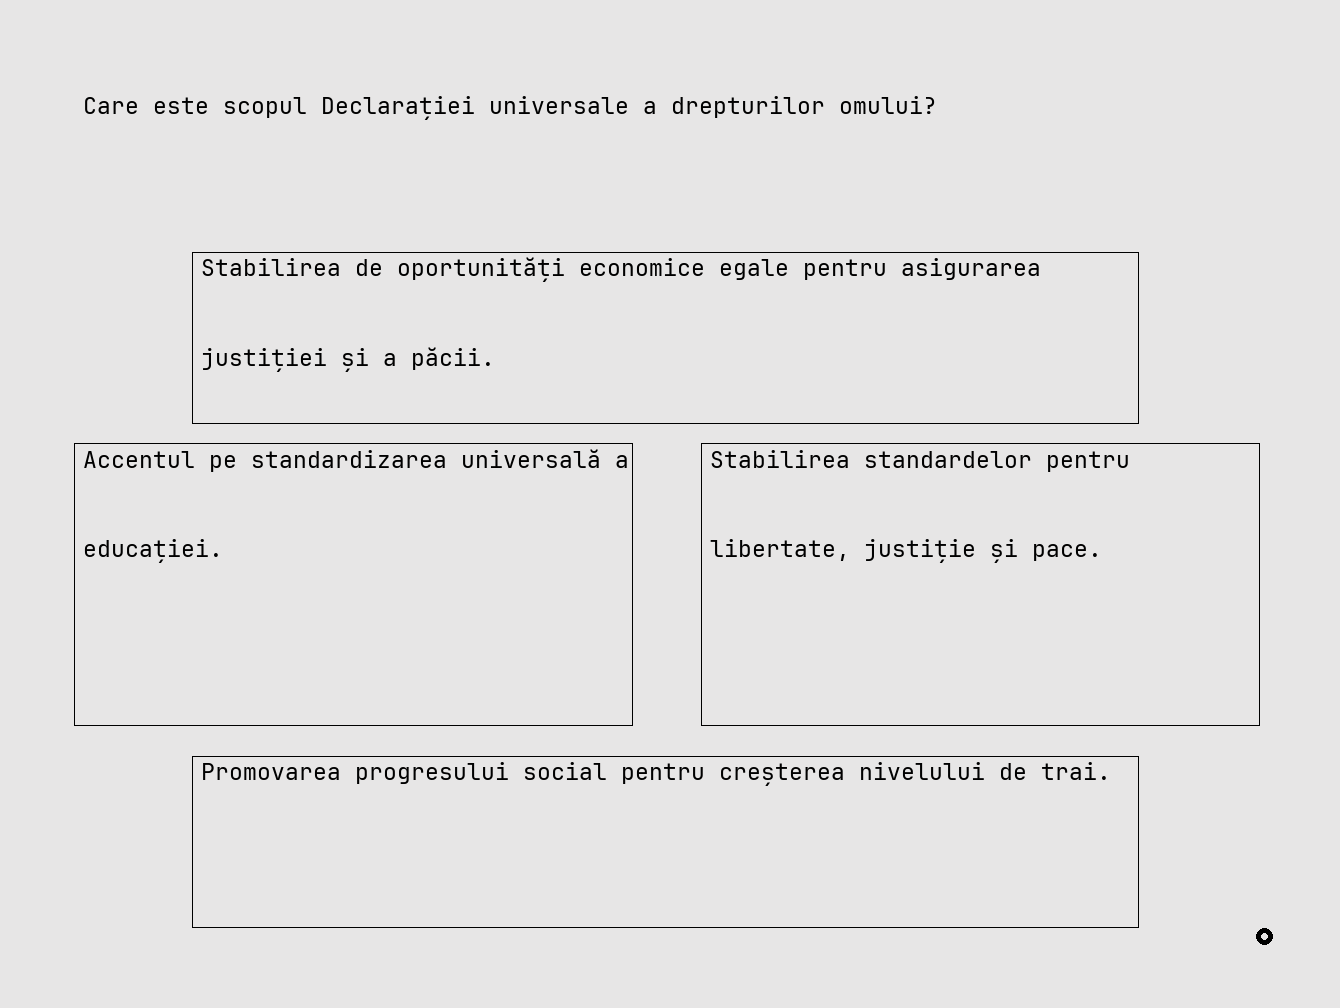 Care este scopul Declarației universale a drepturilor omului?
Stabilirea de oportunități economice egale pentru asigurarea
justiției și a păcii.
Accentul pe standardizarea universală a
educației.
Stabilirea standardelor pentru
libertate, justiție și pace.
Promovarea progresului social pentru creșterea nivelului de trai.